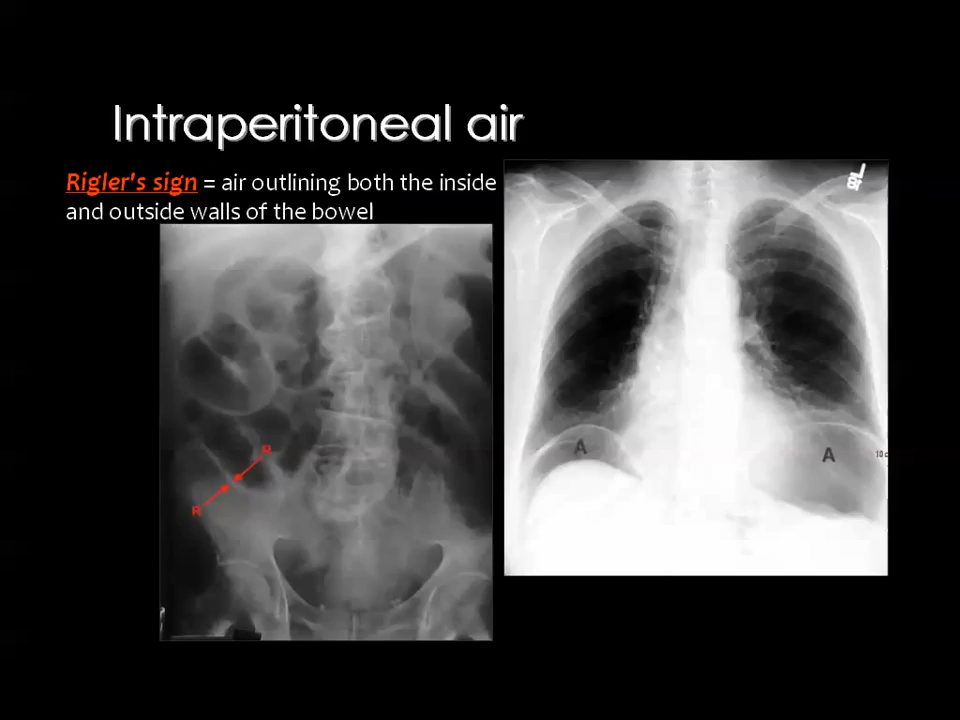 Intraperitoneal air
Rigler's sign = air outlining both the inside
and outside walls of the bowel
R
R
A
A
L